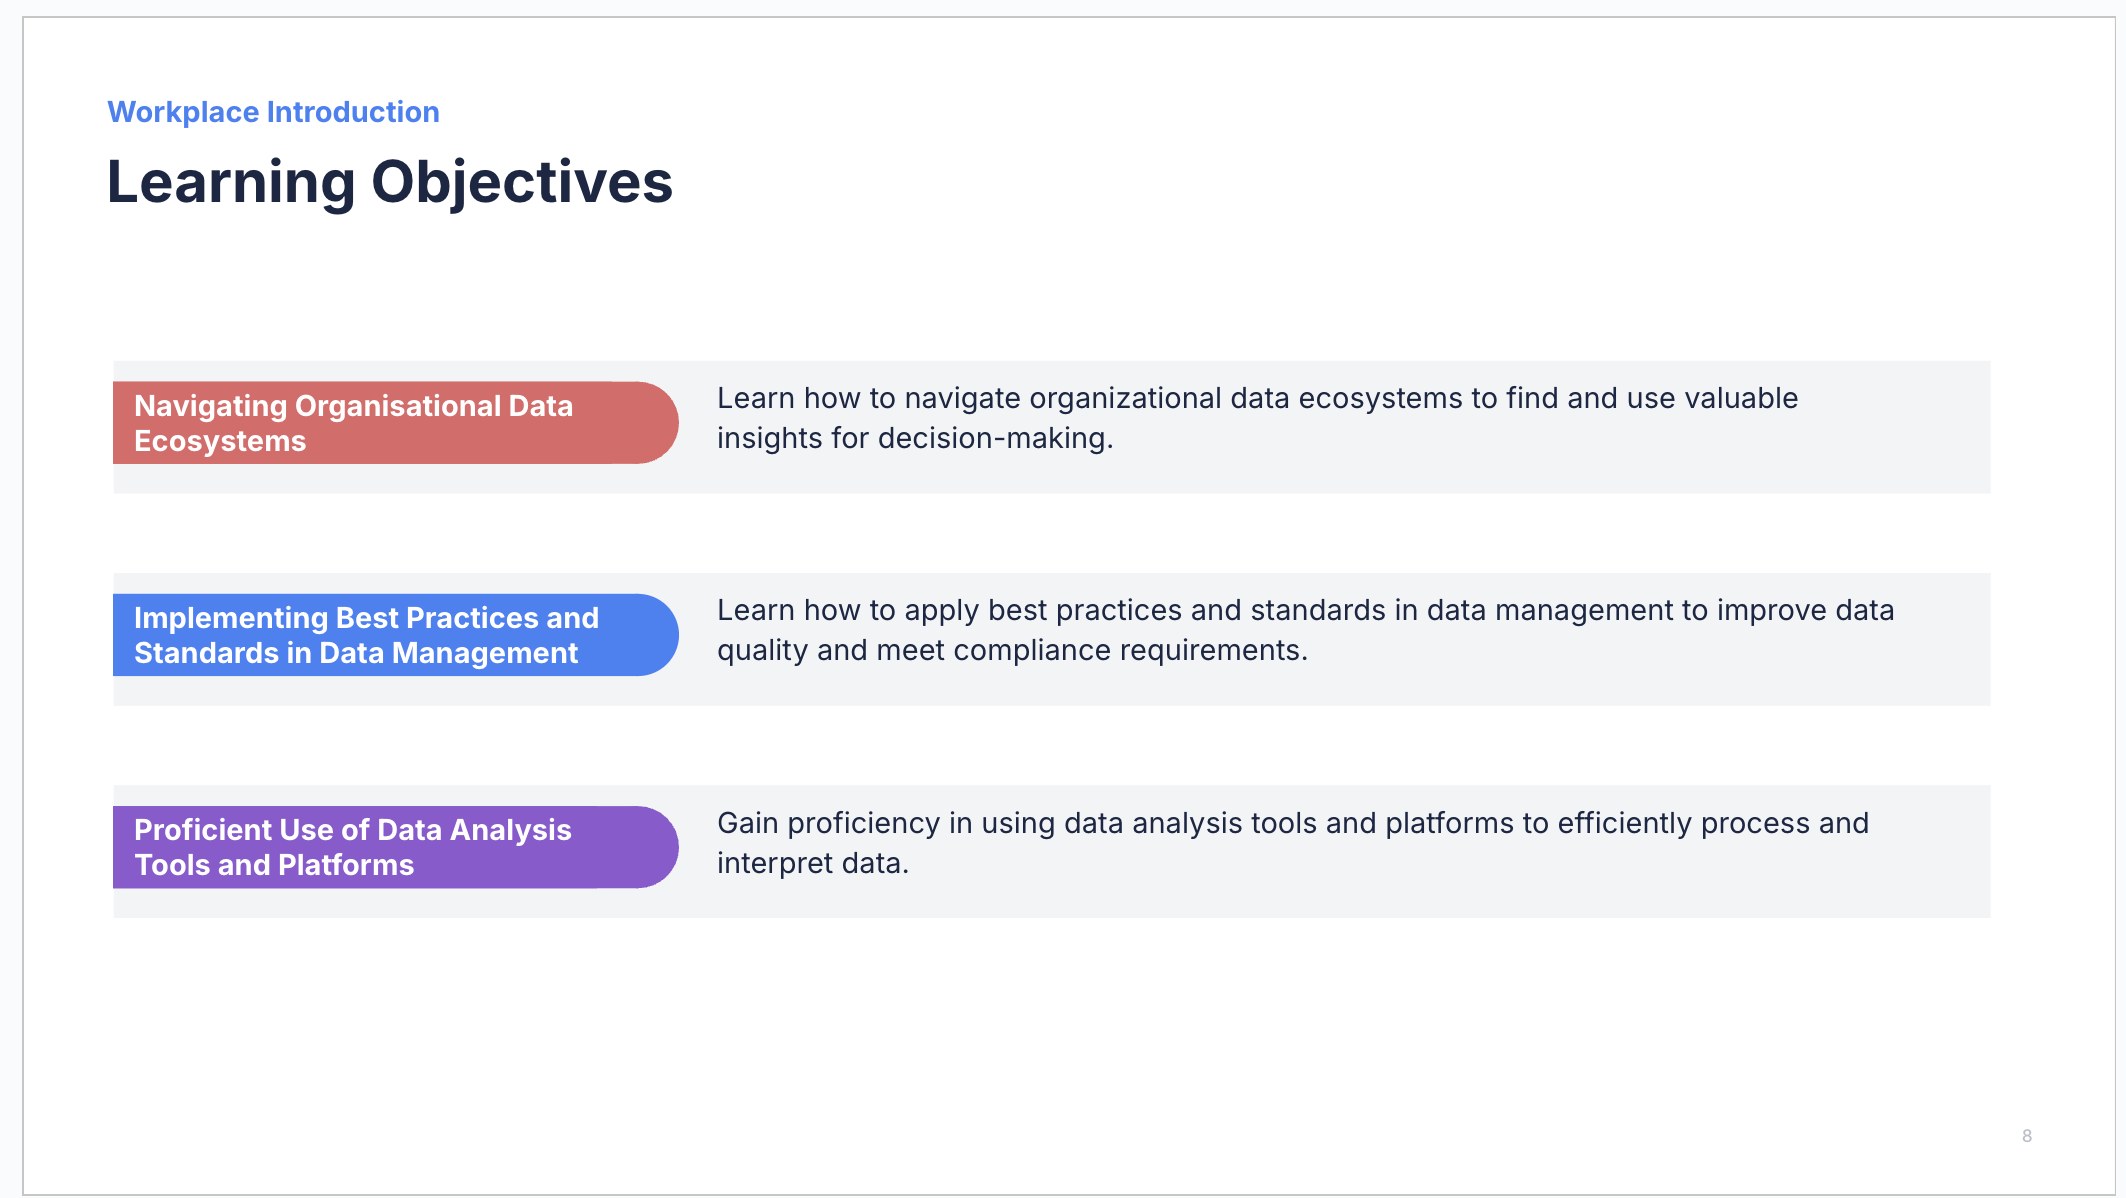 Workplace Introduction
Learning Objectives
Navigating Organisational Data
Ecosystems
Learn how to navigate organizational data ecosystems to find and use valuable
insights for decision-making.
Implementing Best Practices and
Standards in Data Management
Learn how to apply best practices and standards in data management to improve data
quality and meet compliance requirements.
Proficient Use of Data Analysis
Tools and Platforms
Gain proficiency in using data analysis tools and platforms to efficiently process and
interpret data.
8